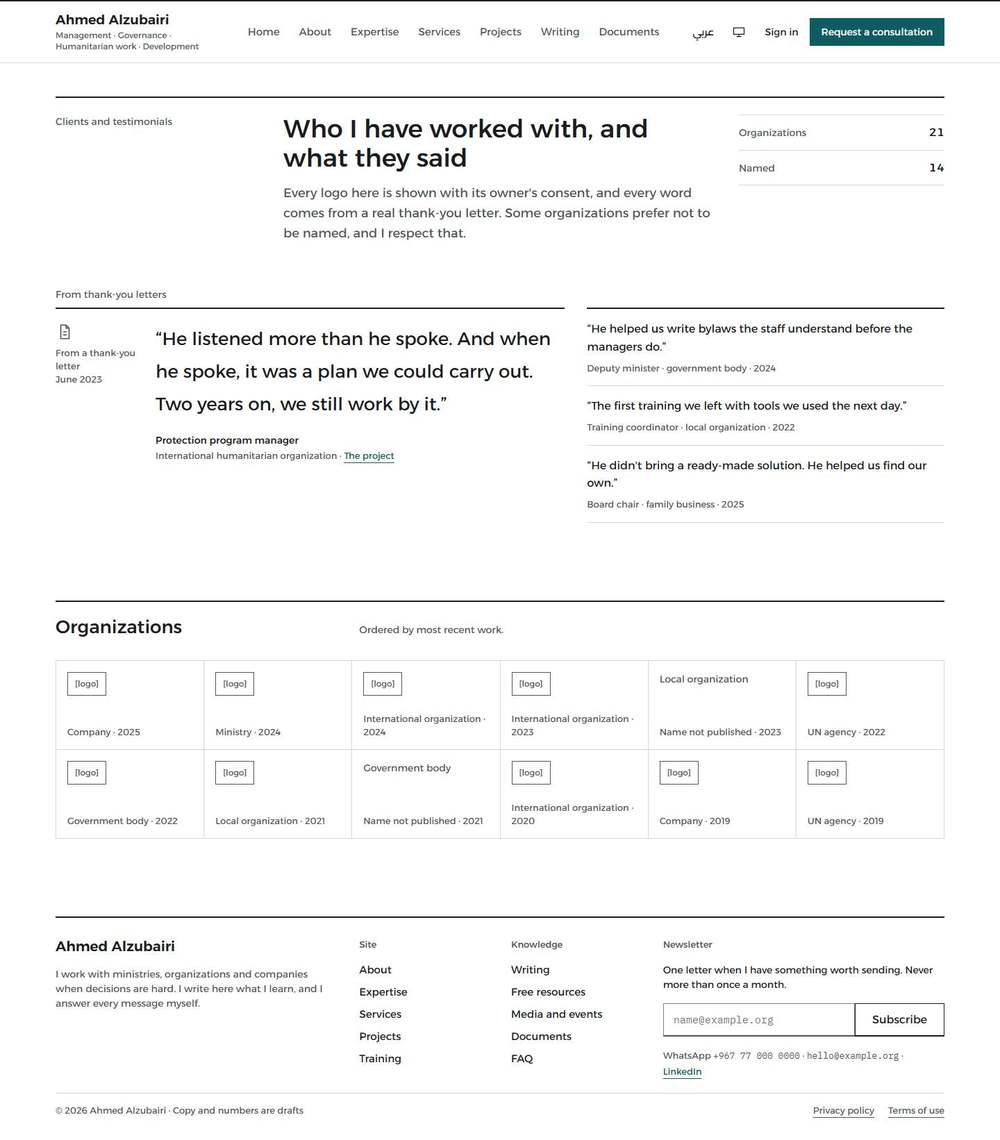 Ahmed Alzubairi
Management · Governance ·
Humanitarian work · Development
Home About Expertise Services Projects Writing Documents عربي Sign in Request a consultation
Clients and testimonials
Who I have worked with, and
what they said
Every logo here is shown with its owner's consent, and every word
comes from a real thank-you letter. Some organizations prefer not to
be named, and I respect that.
Organizations 21
Named 14
From thank-you letters
From a thank-you
letter
June 2023
“He listened more than he spoke. And when
he spoke, it was a plan we could carry out.
Two years on, we still work by it.”
Protection program manager
International humanitarian organization · The project
“He helped us write bylaws the staff understand before the
managers do.”
Deputy minister · government body · 2024
“The first training we left with tools we used the next day.”
Training coordinator · local organization · 2022
“He didn't bring a ready-made solution. He helped us find our
own.”
Board chair · family business · 2025
Organizations
Ordered by most recent work.
[logo]
Company · 2025
[logo]
Ministry · 2024
[logo]
International organization ·
2024
[logo]
International organization ·
2023
Local organization
Name not published · 2023
[logo]
UN agency · 2022
[logo]
Government body · 2022
[logo]
Local organization · 2021
Government body
Name not published · 2021
[logo]
International organization ·
2020
[logo]
Company · 2019
[logo]
UN agency · 2019
Ahmed Alzubairi
I work with ministries, organizations and companies
when decisions are hard. I write here what I learn, and I
answer every message myself.
Site
About
Expertise
Services
Projects
Training
Knowledge
Writing
Free resources
Media and events
Documents
FAQ
Newsletter
One letter when I have something worth sending. Never
more than once a month.
name@example.org Subscribe
WhatsApp +967 77 000 0000 · hello@example.org ·
LinkedIn
© 2026 Ahmed Alzubairi · Copy and numbers are drafts
Privacy policy Terms of use